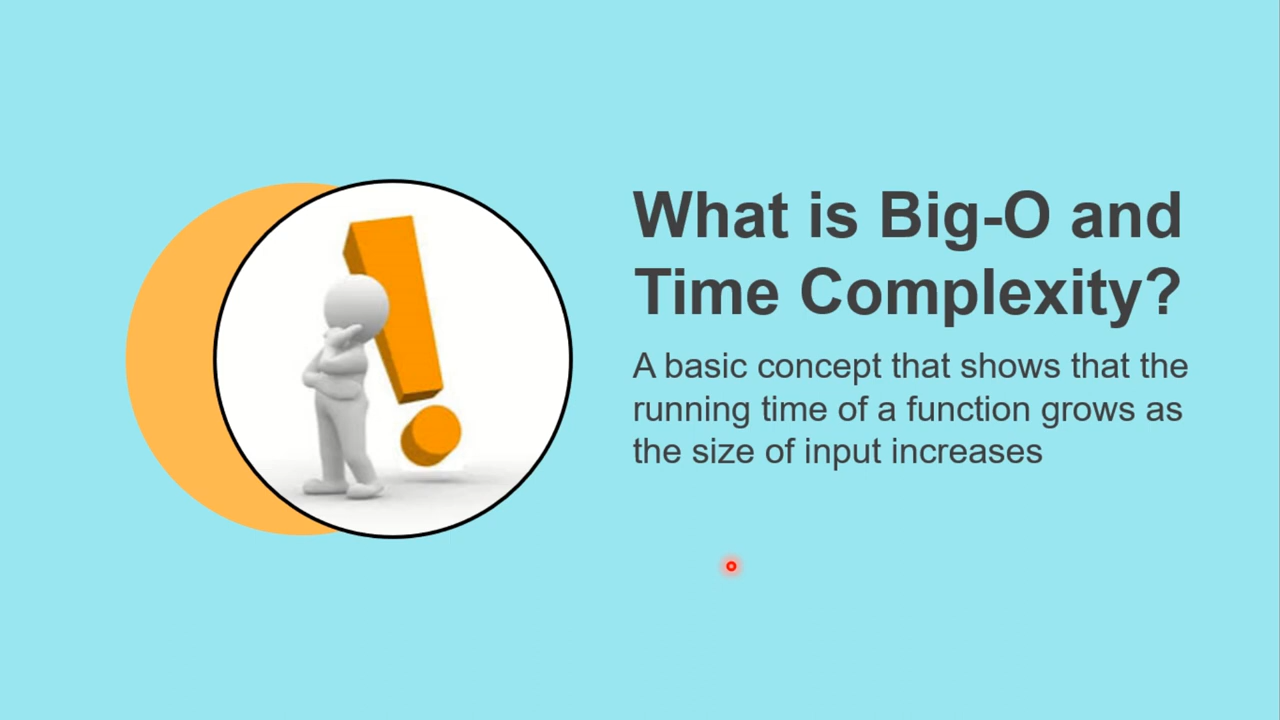 What is Big-O and
Time Complexity?
A basic concept that shows that the
running time of a function grows as
the size of input increases